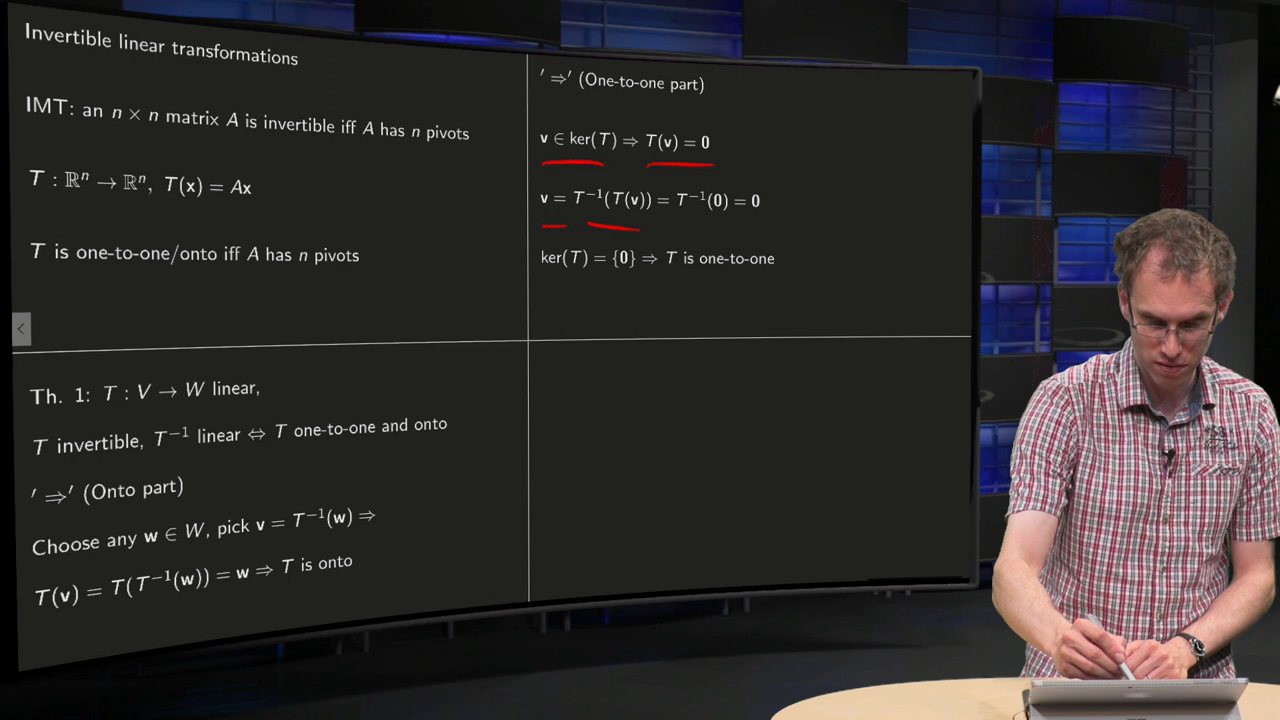 Invertible linear transformations
IMT: an n × n matrix A is invertible iff A has n pivots
T : ℝⁿ → ℝⁿ, T(x) = Ax
T is one-to-one/onto iff A has n pivots
Th. 1: T : V → W linear,
T invertible, T⁻¹ linear ⇔ T one-to-one and onto
′ ⇒′ (Onto part)
Choose any w ∈ W, pick v = T⁻¹(w) ⇒
T(v) = T(T⁻¹(w)) = w ⇒ T is onto
′ ⇒′ (One-to-one part)
v ∈ ker(T) ⇒ T(v) = 0
v = T⁻¹(T(v)) = T⁻¹(0) = 0
ker(T) = {0} ⇒ T is one-to-one